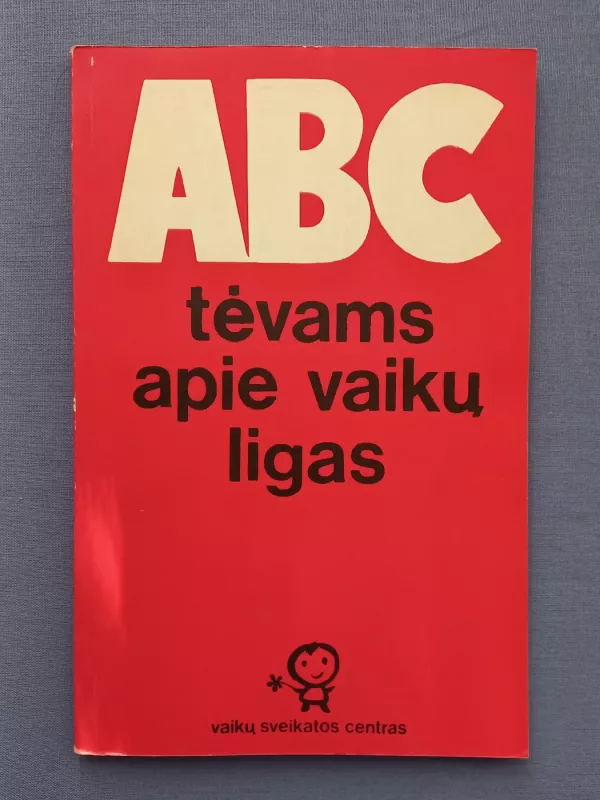 ABC
tėvams
apie vaikų
ligas
vaikų sveikatos centras